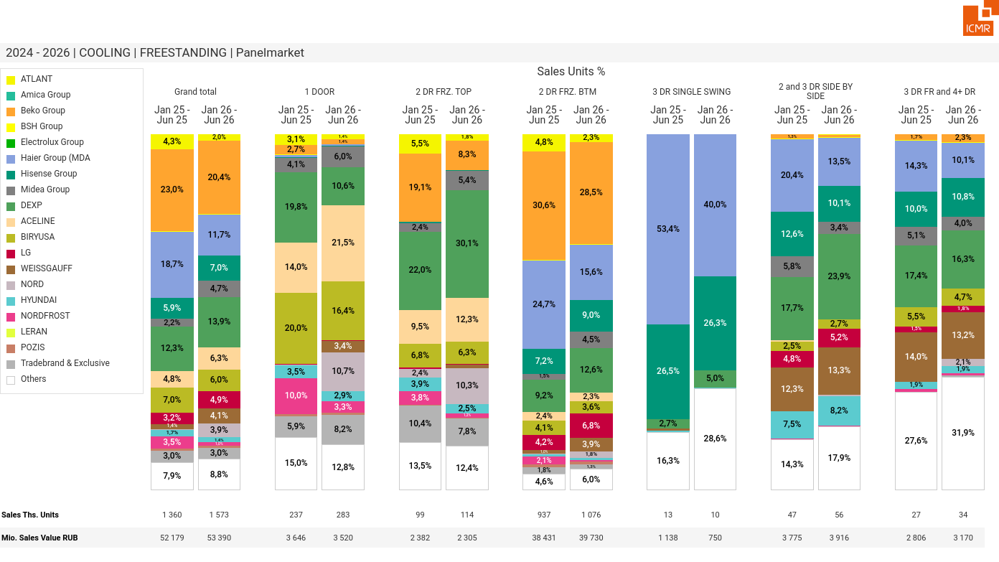 ICMR
2024 - 2026 | COOLING | FREESTANDING | Panelmarket
Sales Units %
ATLANT
Amica Group
Beko Group
BSH Group
Electrolux Group
Haier Group (MDA
Hisense Group
Midea Group
DEXP
ACELINE
BIRYUSA
LG
WEISSGAUFF
NORD
HYUNDAI
NORDFROST
LERAN
POZIS
Tradebrand & Exclusive
Others
Grand total
Jan 25 -
Jun 25
4,3%
23,0%
18,7%
5,9%
2,2%
12,3%
4,8%
7,0%
3,2%
1,4%
1,7%
3,5%
3,0%
7,9%
Jan 26 -
Jun 26
2,0%
20,4%
11,7%
7,0%
4,7%
13,9%
6,3%
6,0%
4,9%
4,1%
3,9%
1,4%
1,0%
3,0%
8,8%
1 DOOR
Jan 25 -
Jun 25
3,1%
2,7%
4,1%
19,8%
14,0%
20,0%
3,5%
10,0%
5,9%
15,0%
Jan 26 -
Jun 26
1,4%
1,4%
6,0%
10,6%
21,5%
16,4%
3,4%
10,7%
2,9%
3,3%
8,2%
12,8%
2 DR FRZ. TOP
Jan 25 -
Jun 25
5,5%
19,1%
2,4%
22,0%
9,5%
6,8%
2,4%
3,9%
3,8%
10,4%
13,5%
Jan 26 -
Jun 26
1,8%
8,3%
5,4%
30,1%
12,3%
6,3%
10,3%
2,5%
1,2%
7,8%
12,4%
2 DR FRZ. BTM
Jan 25 -
Jun 25
4,8%
30,6%
24,7%
7,2%
1,5%
9,2%
2,4%
4,1%
4,2%
1,0%
2,1%
1,8%
4,6%
Jan 26 -
Jun 26
2,3%
28,5%
15,6%
9,0%
4,5%
12,6%
2,3%
3,6%
6,8%
3,9%
1,8%
1,3%
6,0%
3 DR SINGLE SWING
Jan 25 -
Jun 25
53,4%
26,5%
2,7%
16,3%
Jan 26 -
Jun 26
40,0%
26,3%
5,0%
28,6%
2 and 3 DR SIDE BY
SIDE
Jan 25 -
Jun 25
1,3%
20,4%
12,6%
5,8%
17,7%
2,5%
4,8%
12,3%
7,5%
14,3%
Jan 26 -
Jun 26
13,5%
10,1%
3,4%
23,9%
2,7%
5,2%
13,3%
8,2%
17,9%
3 DR FR and 4+ DR
Jan 25 -
Jun 25
1,7%
14,3%
10,0%
5,1%
17,4%
5,5%
1,5%
14,0%
1,9%
27,6%
Jan 26 -
Jun 26
2,3%
10,1%
10,8%
4,0%
16,3%
4,7%
1,8%
13,2%
2,1%
1,9%
31,9%
Sales Ths. Units 1 360 1 573 237 283 99 114 937 1 076 13 10 47 56 27 34
Mio. Sales Value RUB 52 179 53 390 3 646 3 520 2 382 2 305 38 431 39 730 1 138 750 3 775 3 916 2 806 3 170